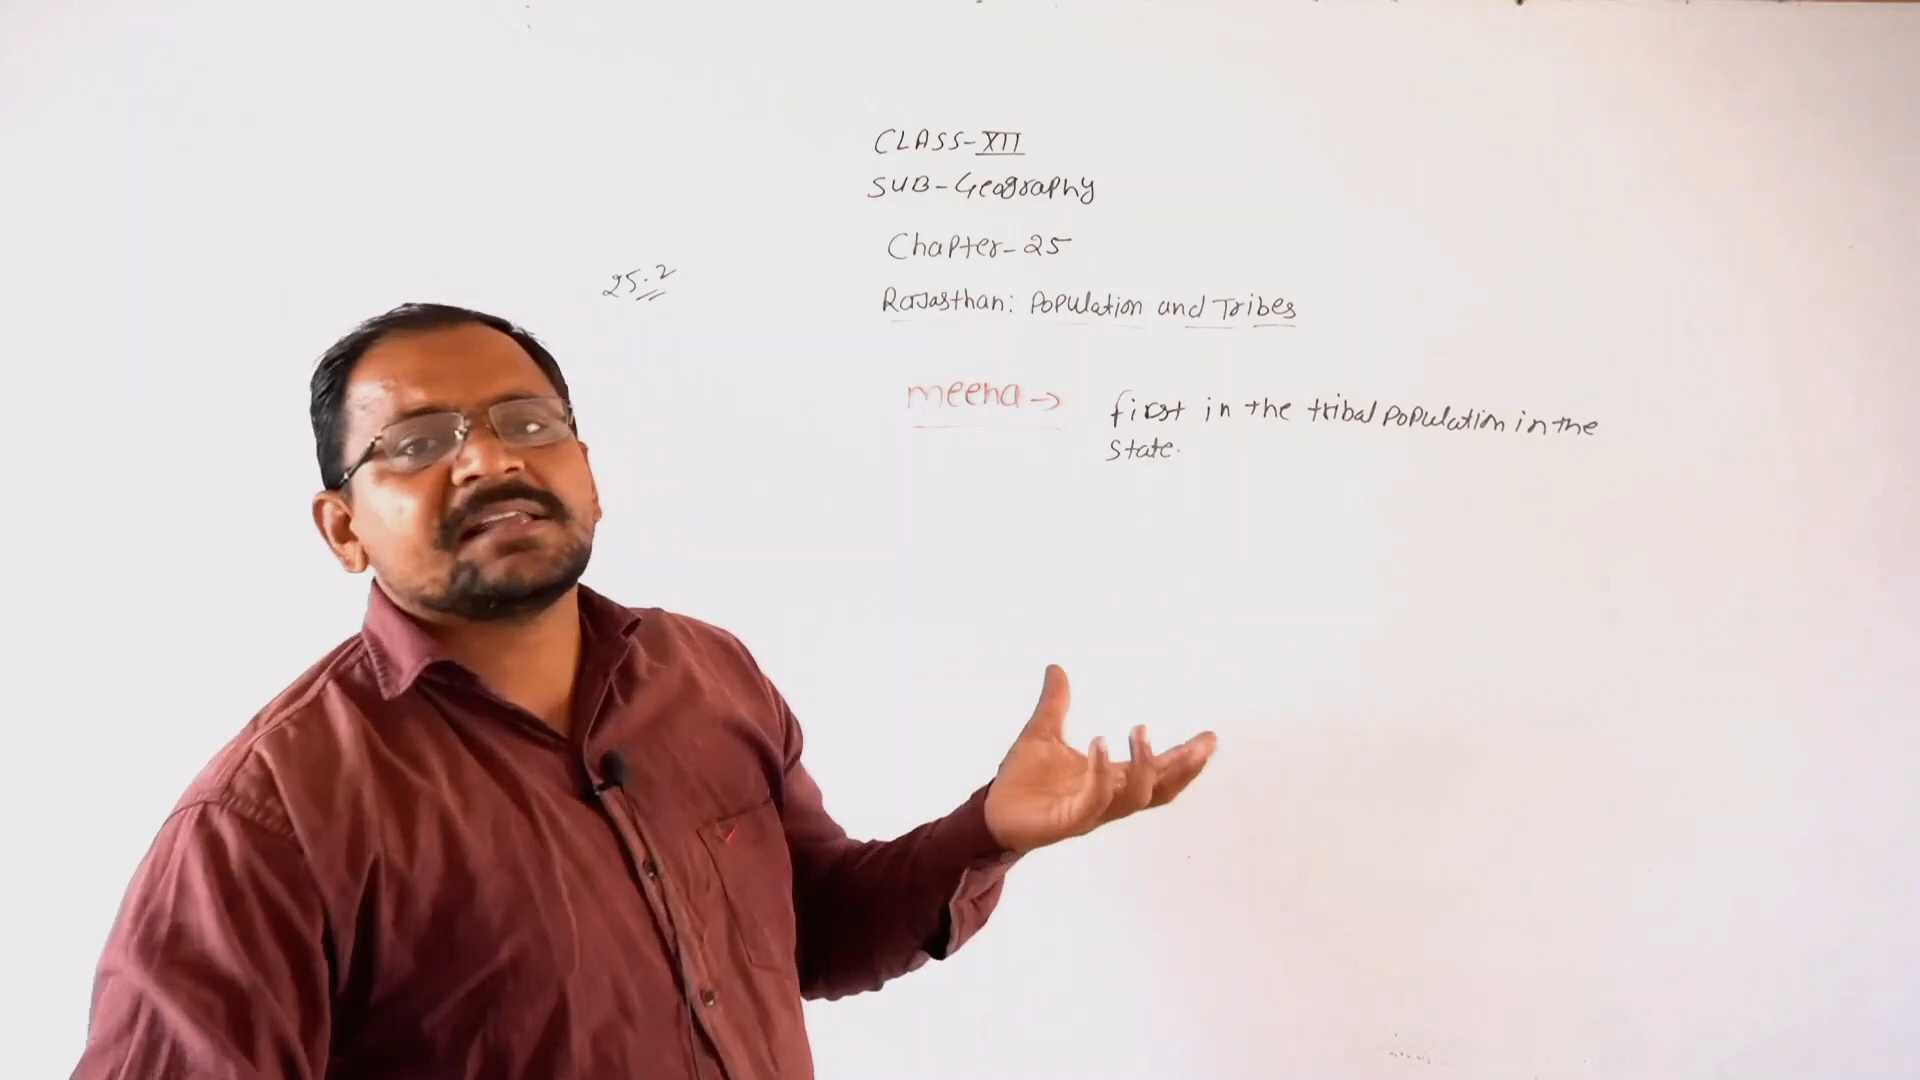 CLASS-XII
SUB-Geography
Chapter-25
25.2
Rajasthan: Population and Tribes
meena→ first in the tribal population in the
State.